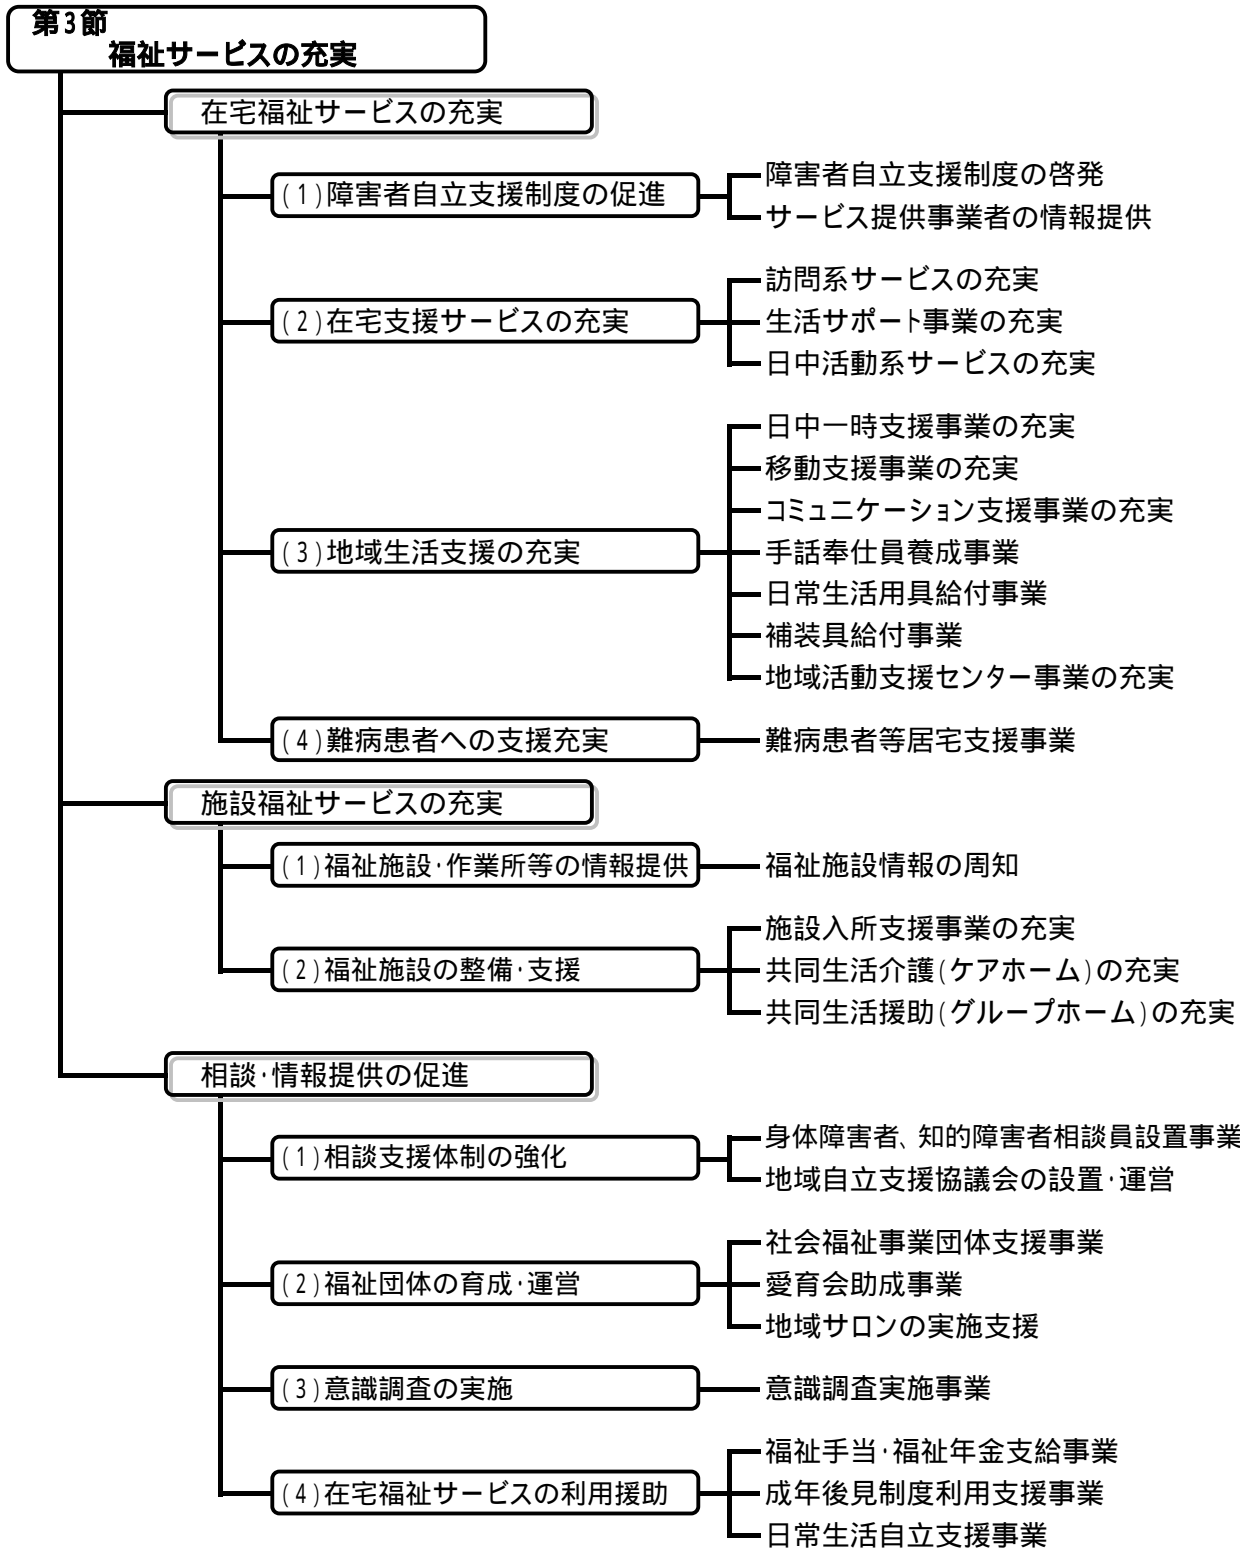 第3節
福祉サービスの充実
在宅福祉サービスの充実
(1)障害者自立支援制度の促進
障害者自立支援制度の啓発
サービス提供事業者の情報提供
(2)在宅支援サービスの充実
訪問系サービスの充実
生活サポート事業の充実
日中活動系サービスの充実
(3)地域生活支援の充実
日中一時支援事業の充実
移動支援事業の充実
コミュニケーション支援事業の充実
手話奉仕員養成事業
日常生活用具給付事業
補装具給付事業
地域活動支援センター事業の充実
(4)難病患者への支援充実
難病患者等居宅支援事業
施設福祉サービスの充実
(1)福祉施設・作業所等の情報提供
福祉施設情報の周知
(2)福祉施設の整備・支援
施設入所支援事業の充実
共同生活介護(ケアホーム)の充実
共同生活援助(グループホーム)の充実
相談・情報提供の促進
(1)相談支援体制の強化
身体障害者、知的障害者相談員設置事業
地域自立支援協議会の設置・運営
(2)福祉団体の育成・運営
社会福祉事業団体支援事業
愛育会助成事業
地域サロンの実施支援
(3)意識調査の実施
意識調査実施事業
(4)在宅福祉サービスの利用援助
福祉手当・福祉年金支給事業
成年後見制度利用支援事業
日常生活自立支援事業